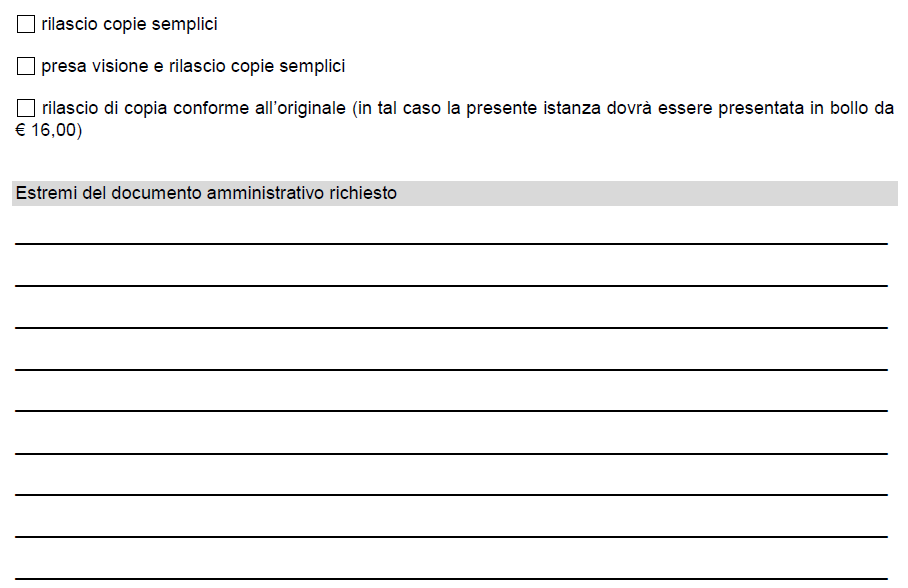 rilascio copie semplici
presa visione e rilascio copie semplici
rilascio di copia conforme all’originale (in tal caso la presente istanza dovrà essere presentata in bollo da
€ 16,00)
Estremi del documento amministrativo richiesto